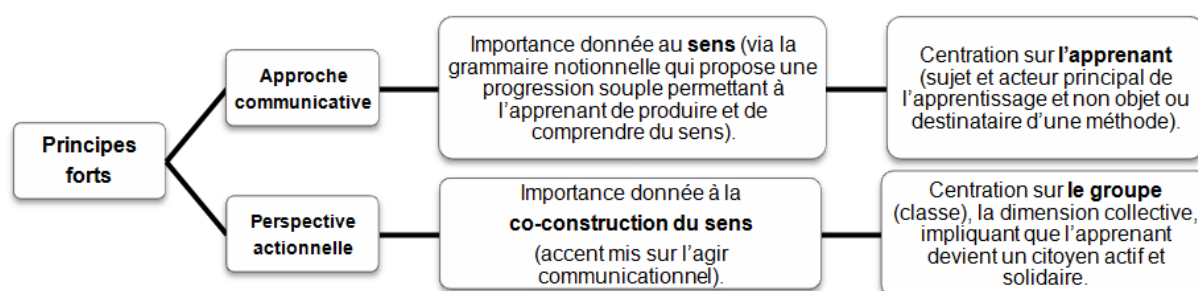 Principes
forts
Approche
communicative
Importance donnée au sens (via la
grammaire notionnelle qui propose une
progression souple permettant à
l’apprenant de produire et de
comprendre du sens).
Centration sur l’apprenant
(sujet et acteur principal de
l’apprentissage et non objet ou
destinataire d’une méthode).
Perspective
actionnelle
Importance donnée à la
co-construction du sens
(accent mis sur l’agir
communicationnel).
Centration sur le groupe
(classe), la dimension collective,
impliquant que l’apprenant
devient un citoyen actif et
solidaire.